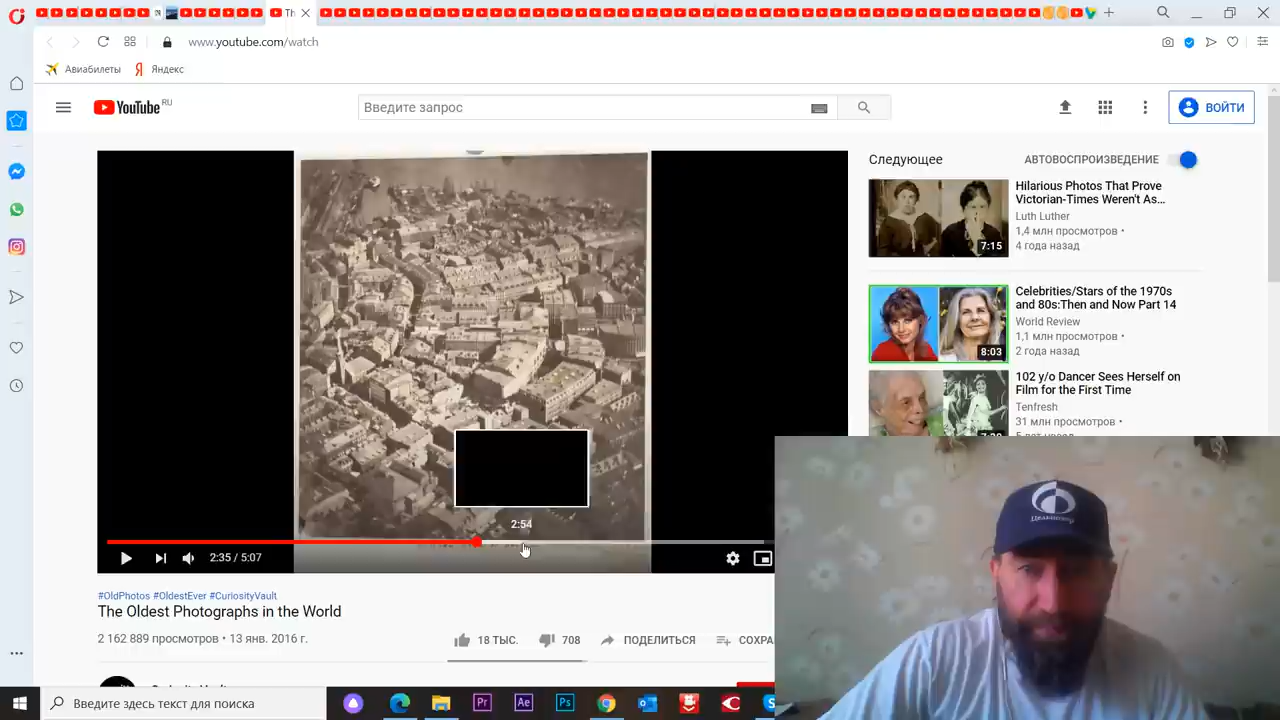 Th
www.youtube.com/watch
Авиабилеты
Я Яндекс
YouTube RU
Введите запрос
ВОЙТИ
Следующее
АВТОВОСПРОИЗВЕДЕНИЕ
Hilarious Photos That Prove
Victorian-Times Weren't As...
Luth Luther
1,4 млн просмотров •
4 года назад
7:15
Celebrities/Stars of the 1970s
and 80s:Then and Now Part 14
World Review
1,1 млн просмотров •
2 года назад
8:03
102 y/o Dancer Sees Herself on
Film for the First Time
Tenfresh
31 млн просмотров •
2:54
2:35 / 5:07
#OldPhotos #OldestEver #CuriosityVault
The Oldest Photographs in the World
2 162 889 просмотров • 13 янв. 2016 г.
18 ТЫС.
708
ПОДЕЛИТЬСЯ
СОХРА
Введите здесь текст для поиска
Pr
Ae
Ps